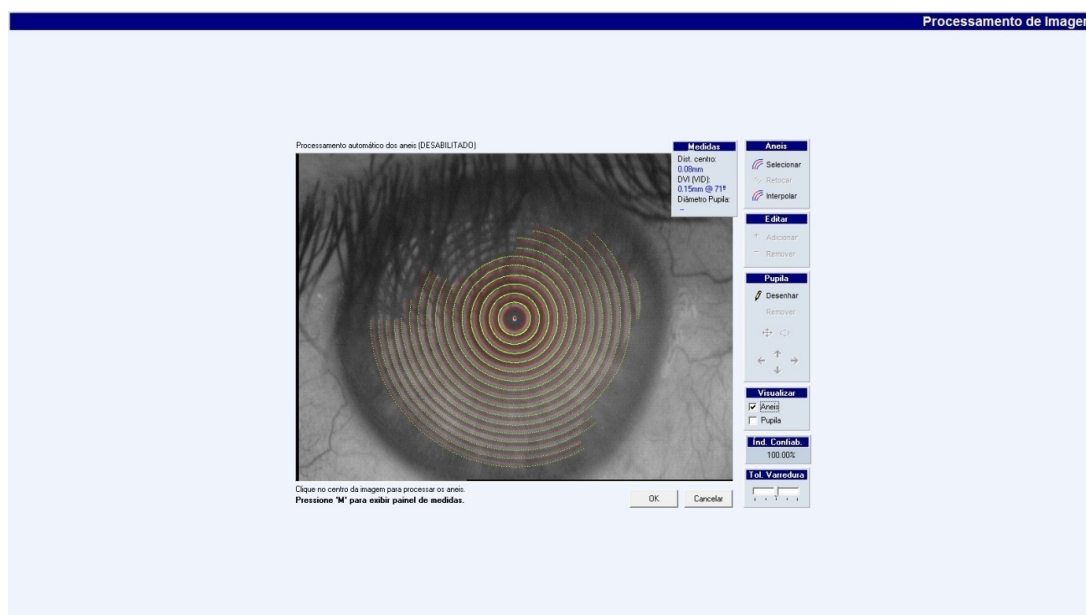 Processamento de Imagen
Processamento automático dos aneis (DESABILITADO)
Medidas
Dist. centro:
0.08mm
DVI (VID):
0.15mm @ 71º
Diâmetro Pupila:
--
Aneis
Selecionar
Retocar
Interpolar
Editar
Adicionar
Remover
Pupila
Desenhar
Remover
Visualizar
Aneis
Pupila
Índ. Confiab.
100.00%
Tol. Varredura
Clique no centro da imagem para processar os aneis.
Pressione "M" para exibir painel de medidas.
OK
Cancelar